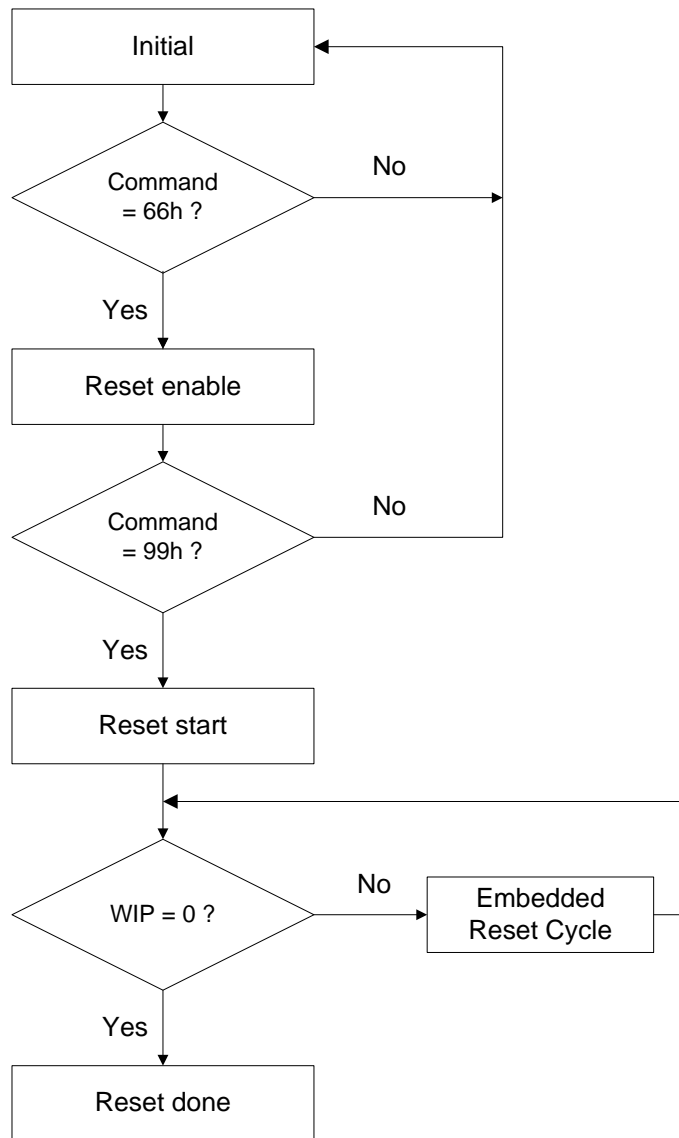 Initial
Command
= 66h ?
No
Yes
Reset enable
Command
= 99h ?
No
Yes
Reset start
WIP = 0 ?
No
Embedded
Reset Cycle
Yes
Reset done